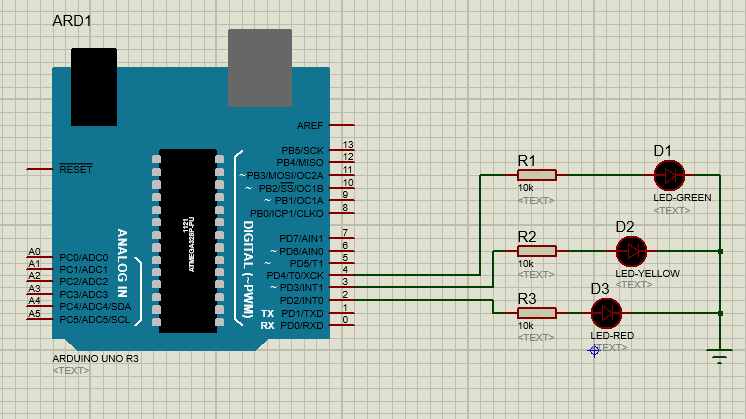 ARD1
AREF
RESET
PB5/SCK 13
PB4/MISO 12
~PB3/MOSI/OC2A 11
~ PB2/SS/OC1B 10
~ PB1/OC1A 9
PB0/ICP1/CLKO 8
PD7/AIN1 7
~ PD6/AIN0 6
~ PD5/T1 5
PD4/T0/XCK 4
~ PD3/INT1 3
PD2/INT0 2
TX PD1/TXD 1
RX PD0/RXD 0
A0 PC0/ADC0
A1 PC1/ADC1
A2 PC2/ADC2
A3 PC3/ADC3
A4 PC4/ADC4/SDA
A5 PC5/ADC5/SCL
ANALOG IN
ATMEGA328P-PU
1121
DIGITAL (~PWM)
ARDUINO UNO R3
<TEXT>
R1
10k
<TEXT>
D1
LED-GREEN
<TEXT>
R2
10k
<TEXT>
D2
LED-YELLOW
<TEXT>
R3
10k
<TEXT>
D3
LED-RED
<TEXT>